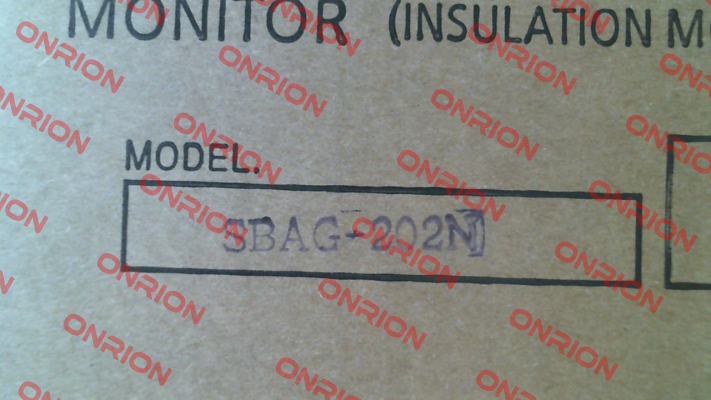 MONITOR (INSULATION M
MODEL.
SBAG-202N